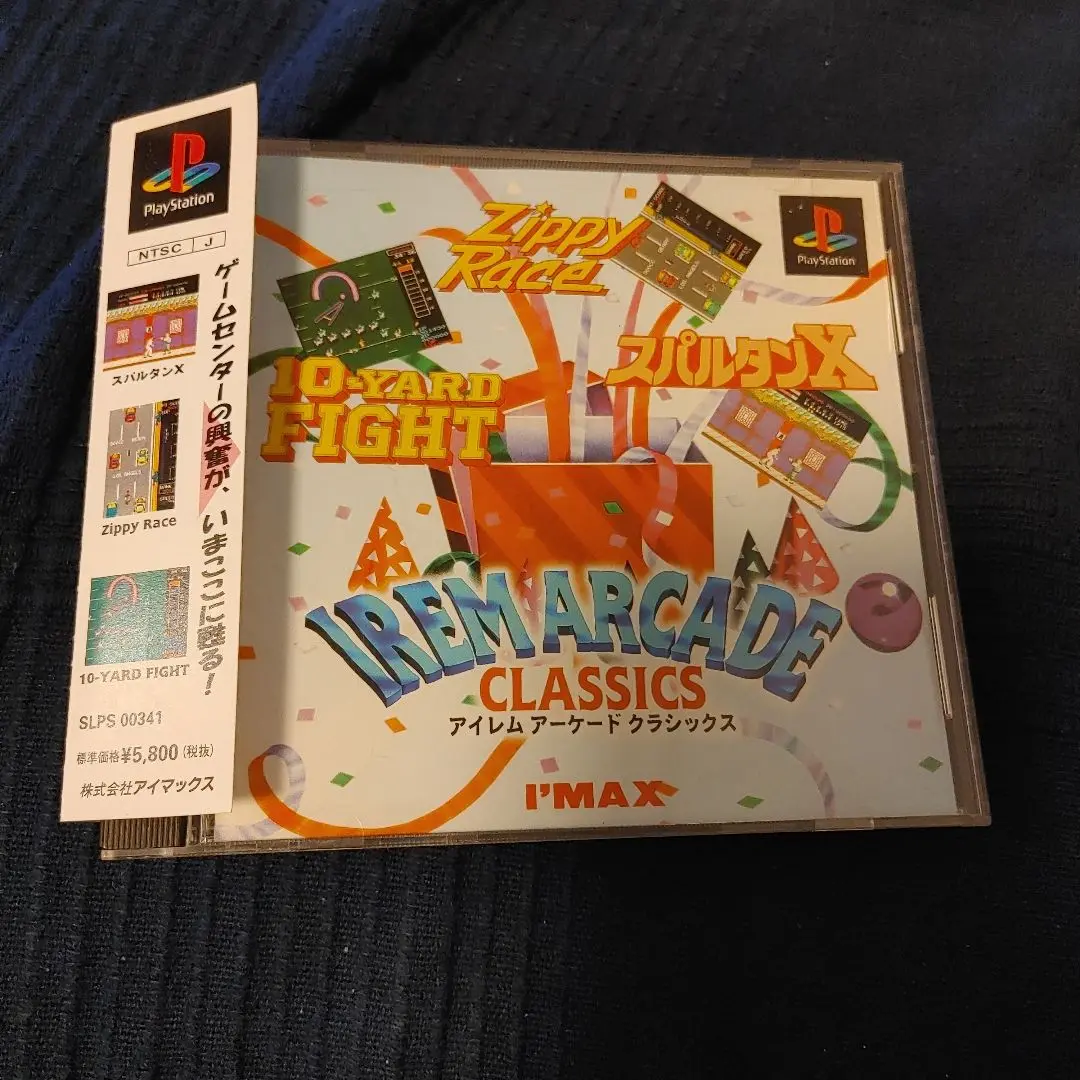 PlayStation
NTSC J
ゲームセンターの興奮が、いまここに甦る!
スパルタンX
Zippy Race
10-YARD FIGHT
SLPS 00341
標準価格¥5,800(税抜)
株式会社アイマックス
Zippy
Race
PlayStation
10-YARD
FIGHT
スパルタンX
IREM ARCADE
CLASSICS
アイレム アーケード クラシックス
I'MAX